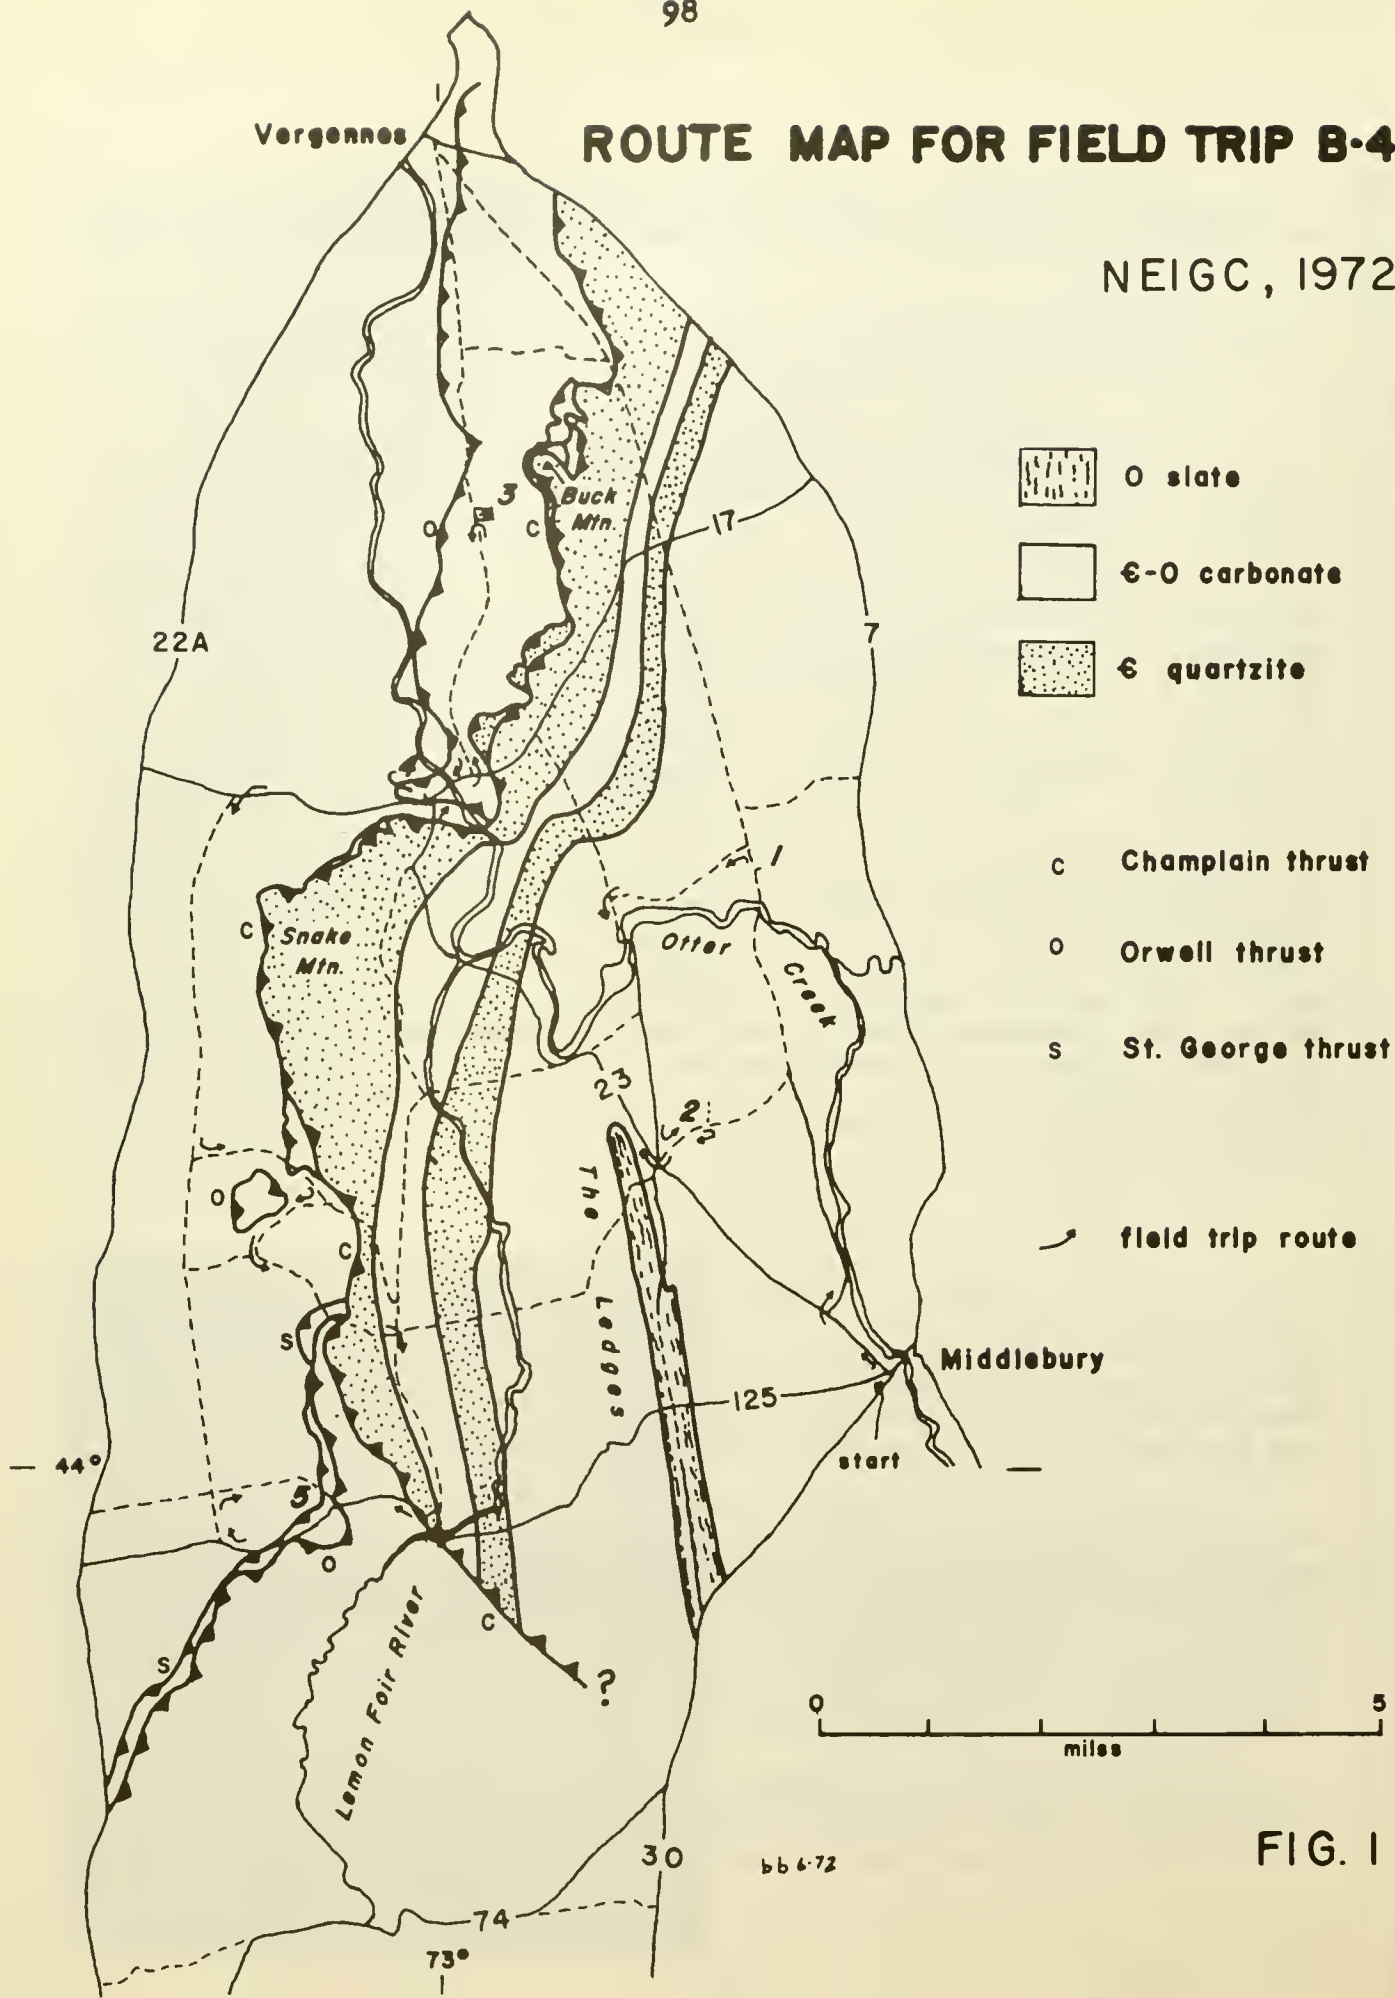 98
Vergennes
ROUTE MAP FOR FIELD TRIP B-4
NEIGC, 1972
O slate
Є-O carbonate
Є quartzite
C Champlain thrust
O Orwell thrust
S St. George thrust
field trip route
3
Buck
Mtn.
O
C
17
22A
7
1
C
Snake
Mtn.
Otter
Creek
23
2
The
Ledges
O
C
S
Middlebury
125
start
44°
5
O
C
?
S
Lemon Foir River
0 5
miles
30
bb 6-72
FIG. 1
74
73°